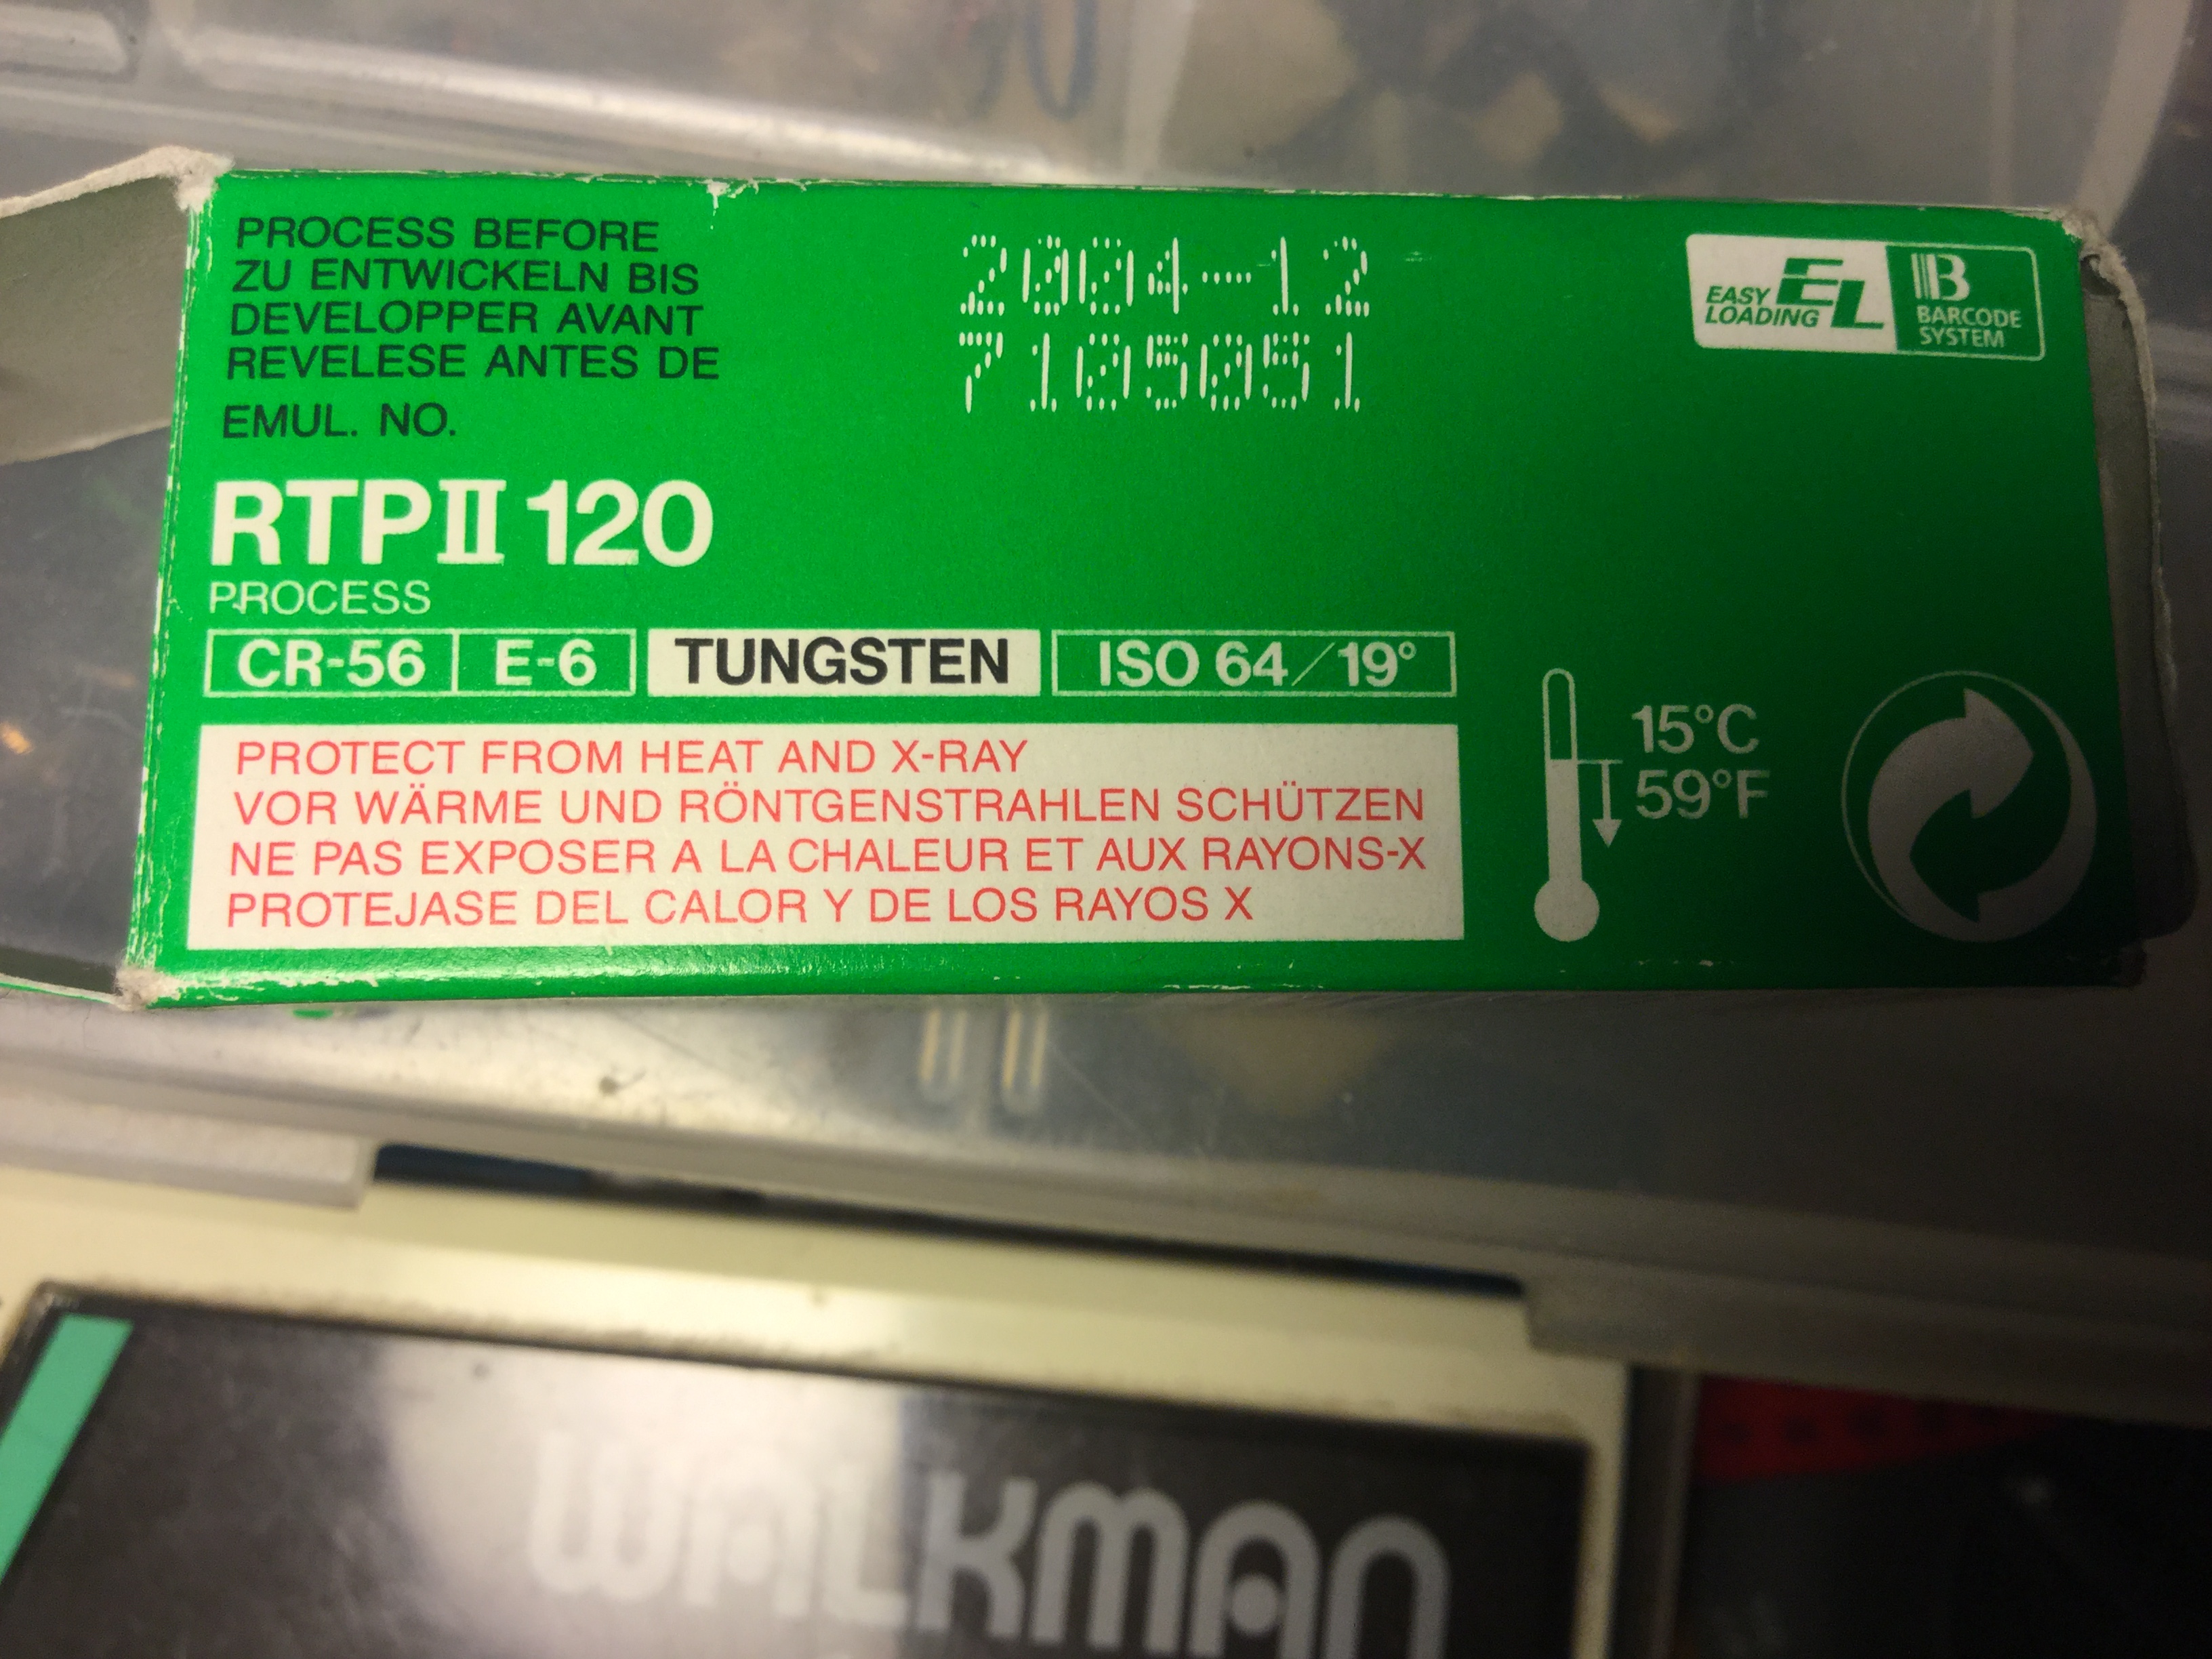 PROCESS BEFORE
ZU ENTWICKELN BIS
DEVELOPPER AVANT
REVELESE ANTES DE
EMUL. NO.
2004-12
7105051
EASY
LOADING
EL
B
BARCODE
SYSTEM
RTPII 120
PROCESS
CR-56 E-6 TUNGSTEN ISO 64/19°
PROTECT FROM HEAT AND X-RAY
VOR WÄRME UND RÖNTGENSTRAHLEN SCHÜTZEN
NE PAS EXPOSER A LA CHALEUR ET AUX RAYONS-X
PROTEJASE DEL CALOR Y DE LOS RAYOS X
15°C
59°F
WALKMAN